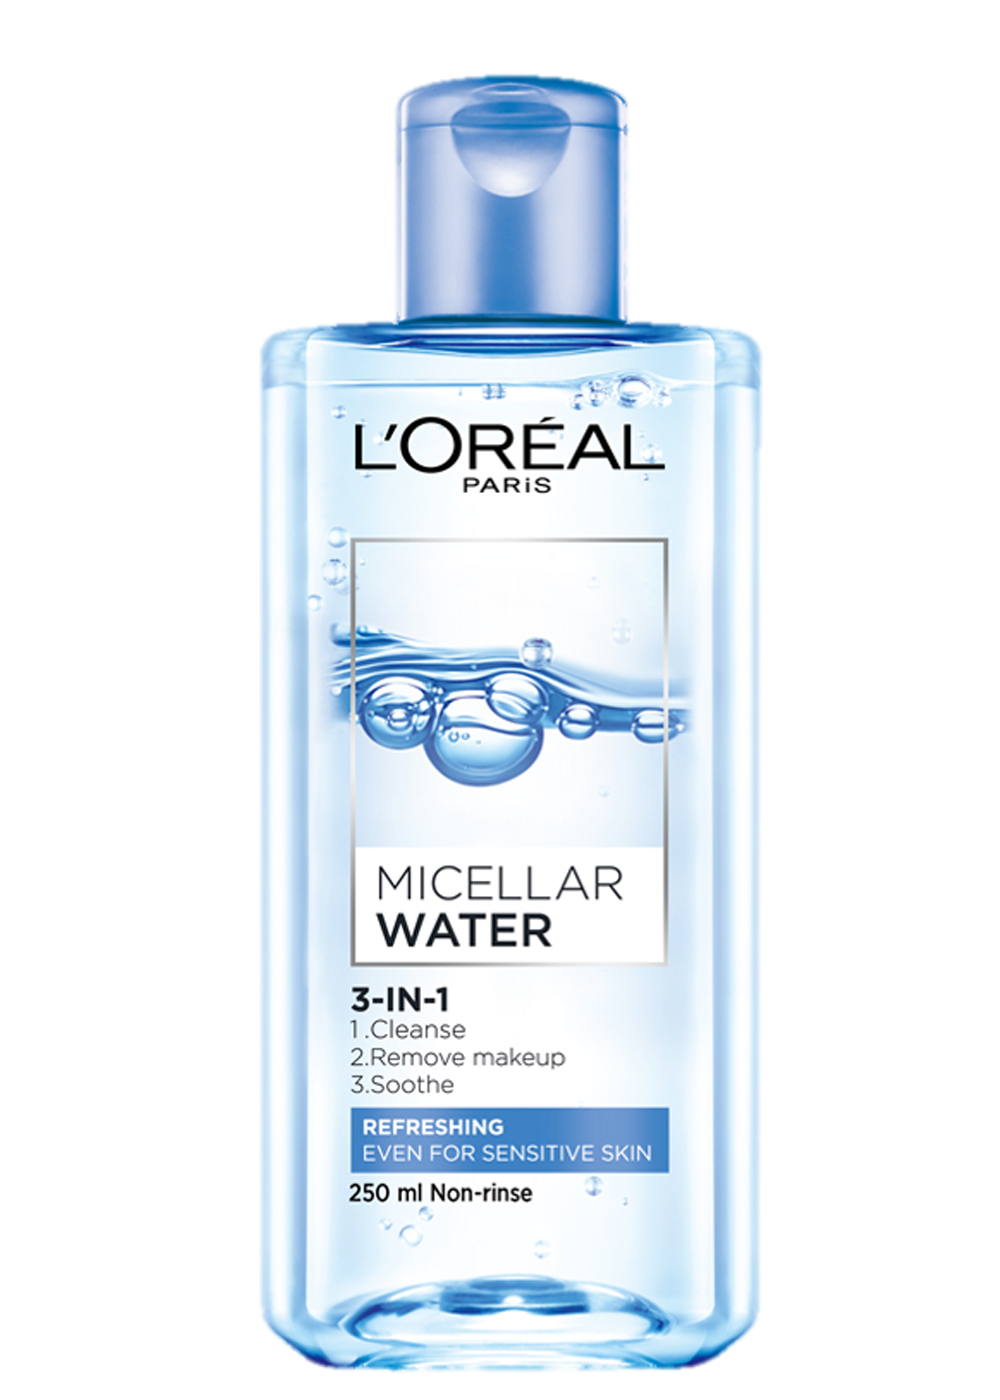 L'ORÉAL
PARiS
MICELLAR
WATER
3-IN-1
1.Cleanse
2.Remove makeup
3.Soothe
REFRESHING
EVEN FOR SENSITIVE SKIN
250 ml Non-rinse